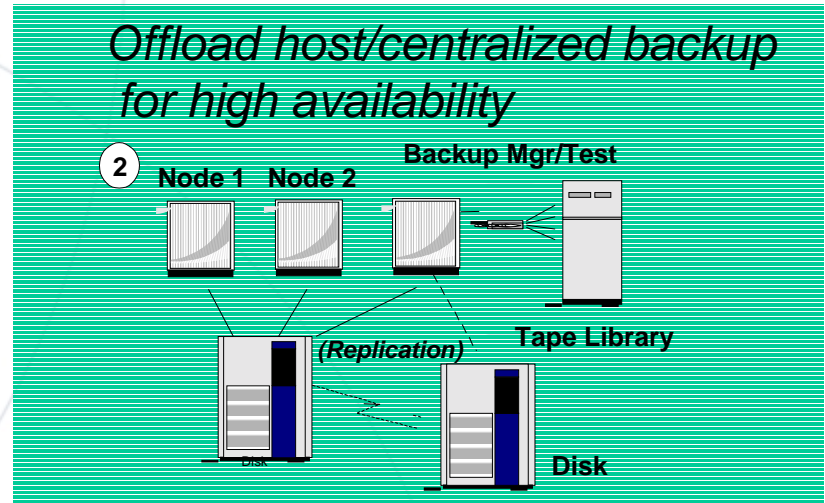 Offload host/centralized backup
for high availability
2
Node 1 Node 2
Backup Mgr/Test
(Replication)
Tape Library
Disk
Disk